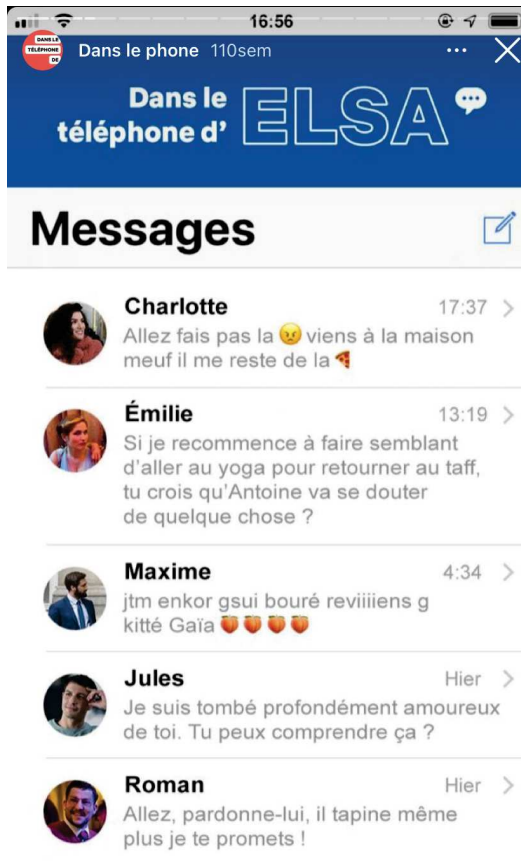 16:56
DANS LE
TÉLÉPHONE
DE
Dans le phone 110sem
Dans le
téléphone d’ ELSA
Messages
Charlotte 17:37
Allez fais pas la 😠 viens à la maison
meuf il me reste de la 🍕
Émilie 13:19
Si je recommence à faire semblant
d’aller au yoga pour retourner au taff,
tu crois qu’Antoine va se douter
de quelque chose ?
Maxime 4:34
jtm enkor gsui bouré reviiiiens g
kitté Gaïa 🍑 🍑 🍑 🍑
Jules Hier
Je suis tombé profondément amoureux
de toi. Tu peux comprendre ça ?
Roman Hier
Allez, pardonne-lui, il tapine même
plus je te promets !